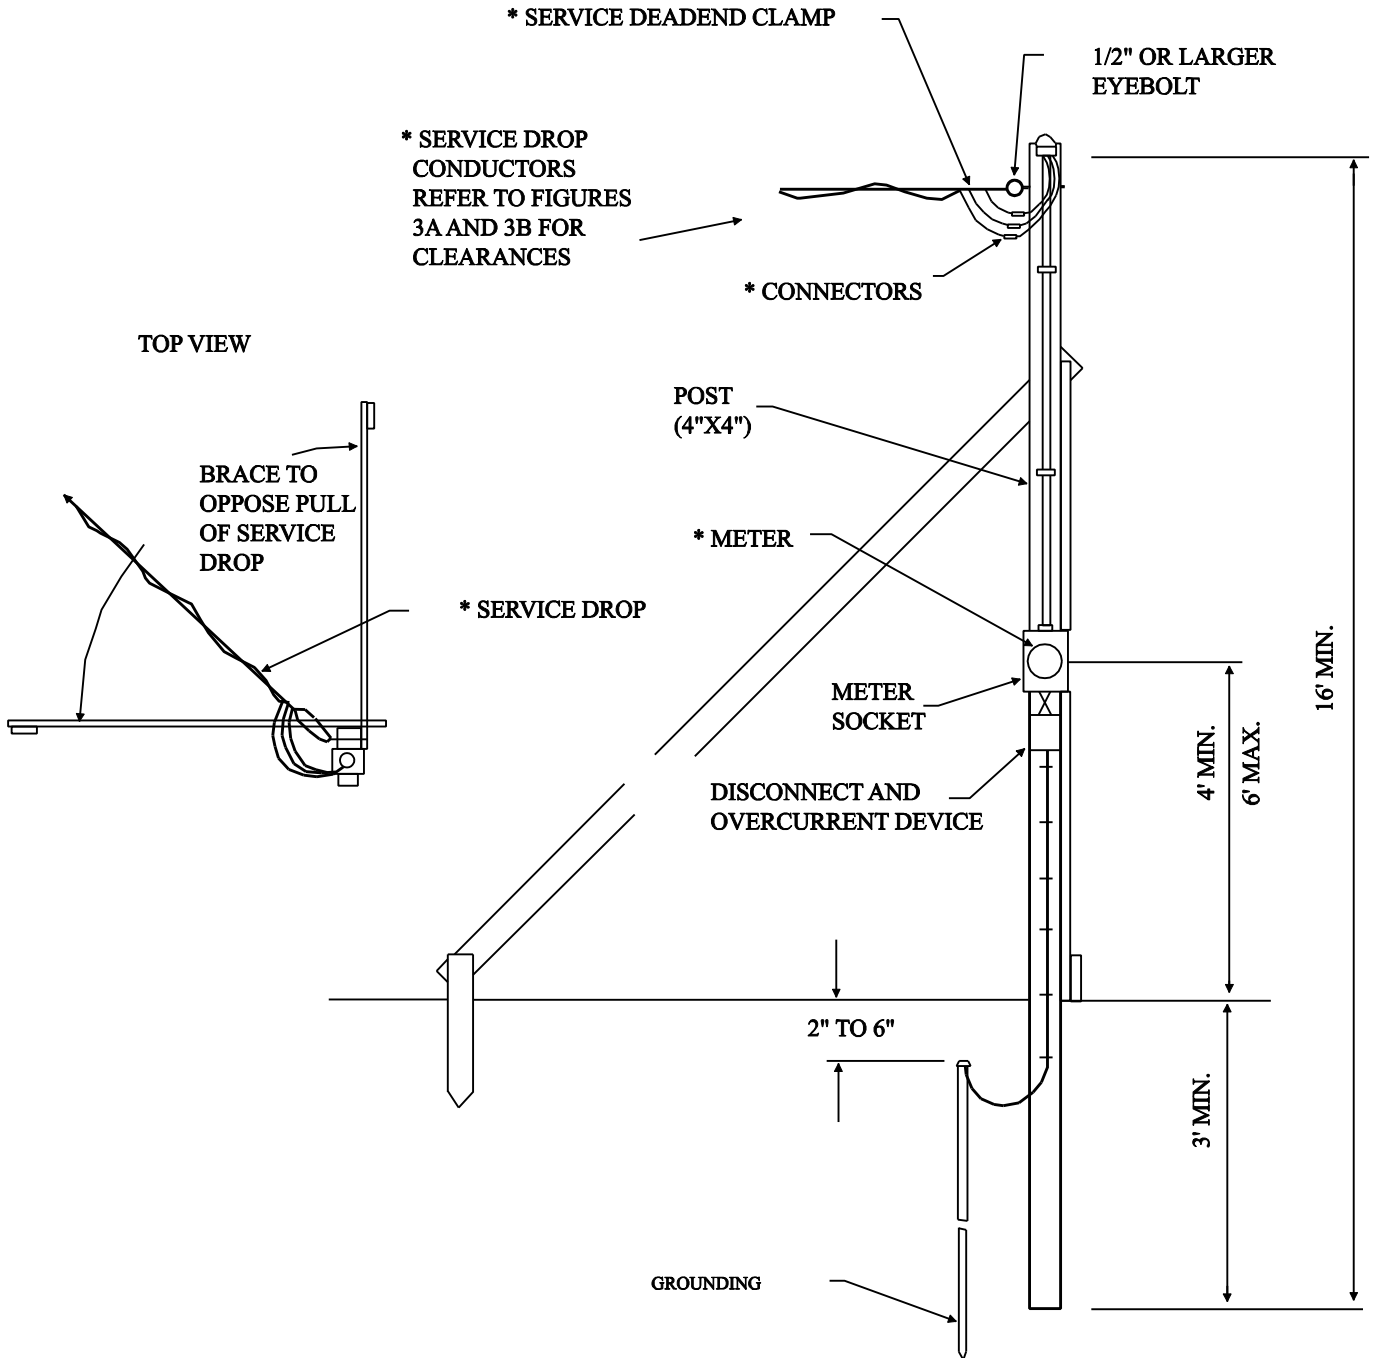 * SERVICE DEADEND CLAMP
1/2" OR LARGER
EYEBOLT
* SERVICE DROP
CONDUCTORS
REFER TO FIGURES
3A AND 3B FOR
CLEARANCES
* CONNECTORS
TOP VIEW
POST
(4"X4")
BRACE TO
OPPOSE PULL
OF SERVICE
DROP
* METER
* SERVICE DROP
16' MIN.
METER
SOCKET
4' MIN.
6' MAX.
DISCONNECT AND
OVERCURRENT DEVICE
2" TO 6"
3' MIN.
GROUNDING